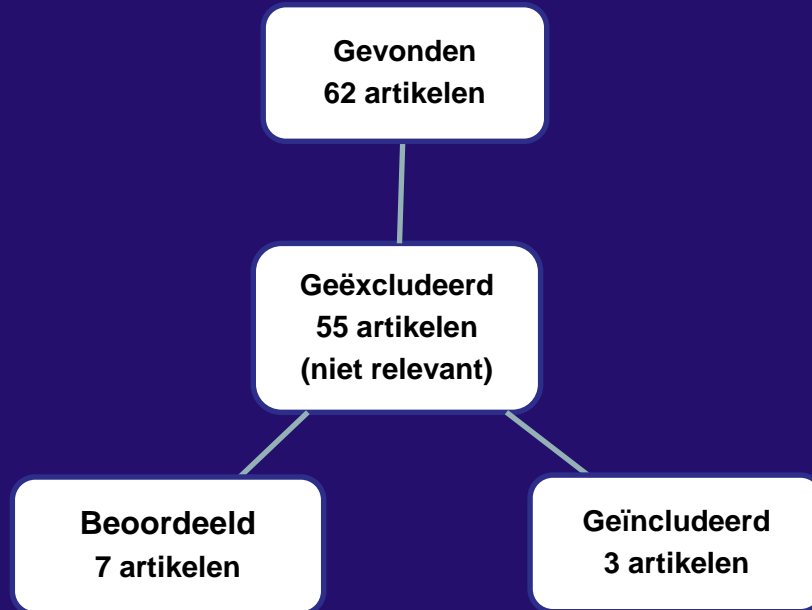 Gevonden
62 artikelen
Geëxcludeerd
55 artikelen
(niet relevant)
Beoordeeld
7 artikelen
Geïncludeerd
3 artikelen